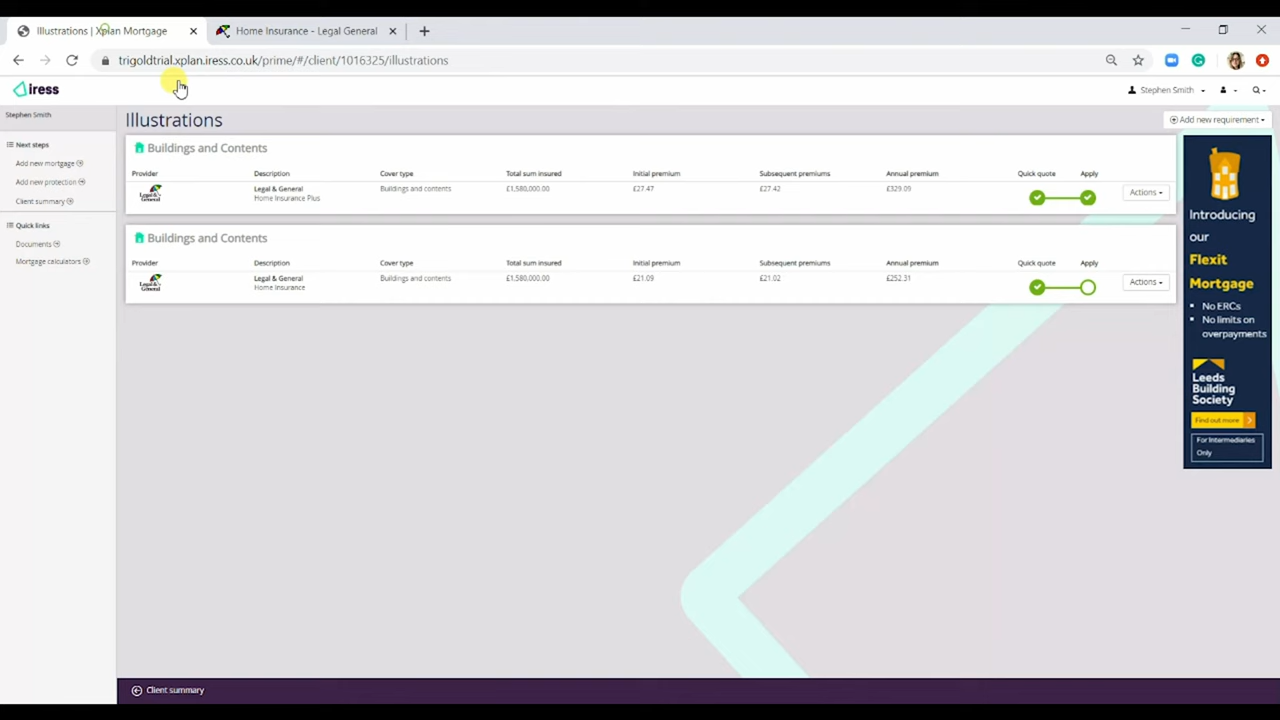 Illustrations | Xplan Mortgage
Home Insurance - Legal General
trigoldtrial.xplan.iress.co.uk/prime/#/client/1016325/illustrations
iress
Stephen Smith
Stephen Smith
Next steps
Add new mortgage
Add new protection
Client summary
Quick links
Documents
Mortgage calculators
Illustrations
Add new requirement
Buildings and Contents
Provider Description Cover type Total sum insured Initial premium Subsequent premiums Annual premium Quick quote Apply
Legal & General
Legal & General Buildings and contents £1,580,000.00 £27.47 £27.42 £329.09 Actions
Home Insurance Plus
Buildings and Contents
Provider Description Cover type Total sum insured Initial premium Subsequent premiums Annual premium Quick quote Apply
Legal & General
Legal & General Buildings and contents £1,580,000.00 £21.09 £21.02 £252.31 Actions
Home Insurance
Introducing
our
Flexit
Mortgage
• No ERCs
• No limits on
overpayments
Leeds
Building
Society
Find out more
For Intermediaries
Only
Client summary